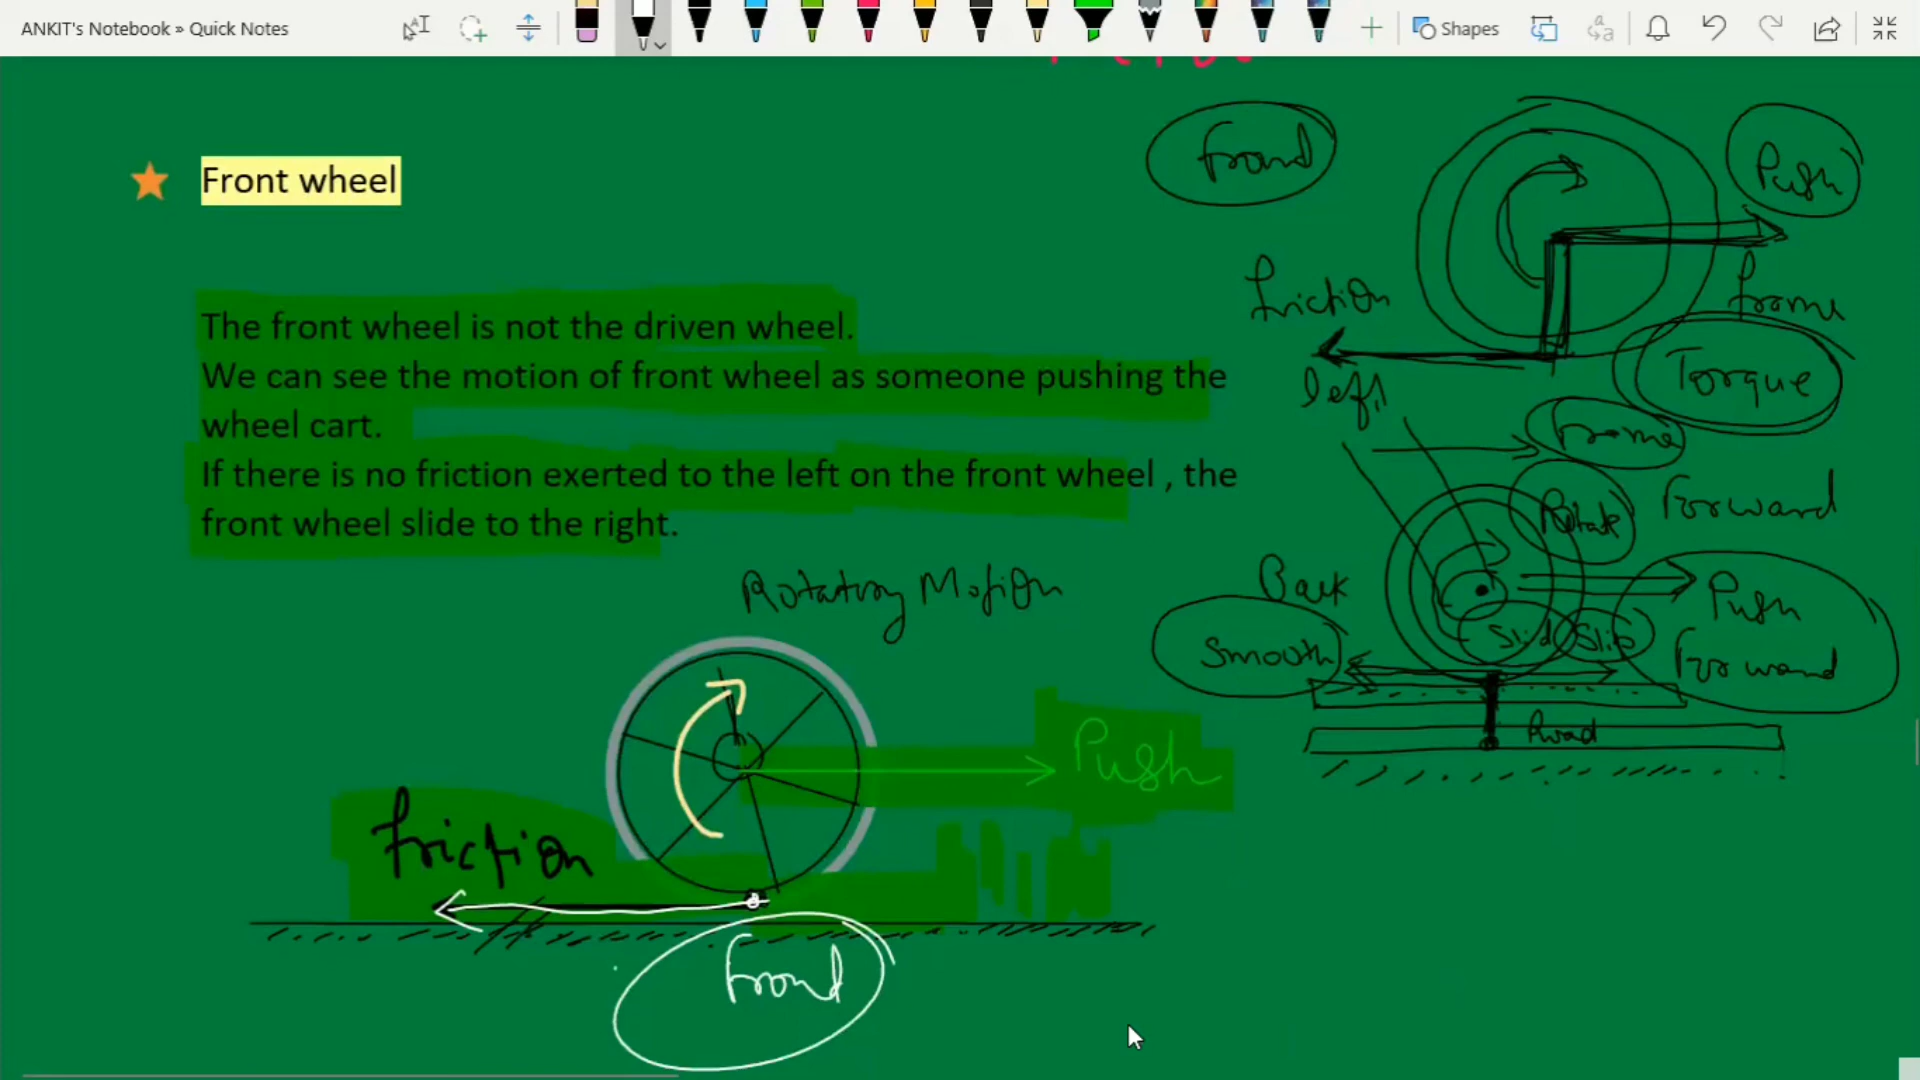 ANKIT's Notebook » Quick Notes
Shapes
Front wheel
The front wheel is not the driven wheel.
We can see the motion of front wheel as someone pushing the
wheel cart.
If there is no friction exerted to the left on the front wheel , the
front wheel slide to the right.
Rotatory Motion
Push
friction
Front
Front
Push
friction
frame
left
Torque
frame
Rotate
Forward
Back
Push
Forward
Smooth
Slid
Slip
Road